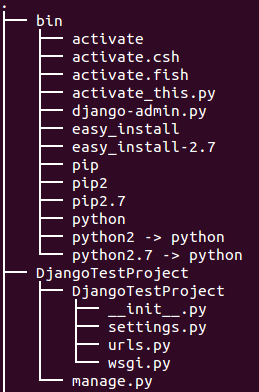 .
bin
activate
activate.csh
activate.fish
activate_this.py
django-admin.py
easy_install
easy_install-2.7
pip
pip2
pip2.7
python
python2 -> python
python2.7 -> python
DjangoTestProject
DjangoTestProject
__init__.py
settings.py
urls.py
wsgi.py
manage.py